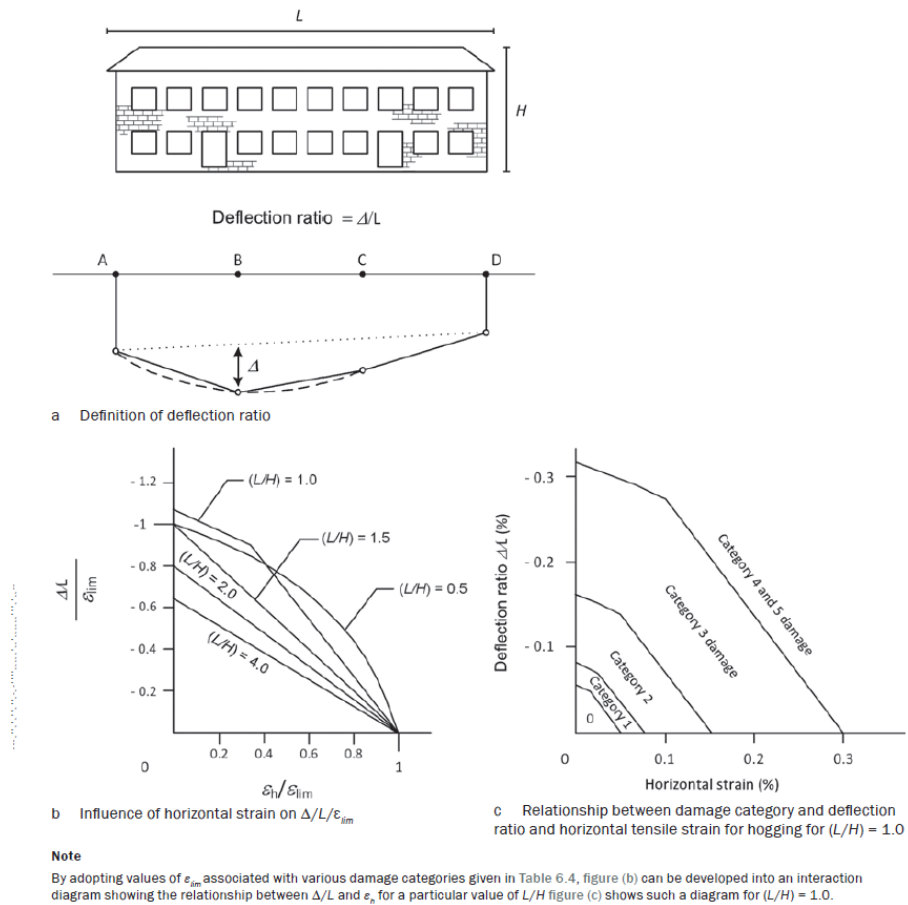 L
H
Deflection ratio = Δ/L
A B C D
Δ
a Definition of deflection ratio
Δ/L
εlim
- 1.2
-1
- 0.8
- 0.6
- 0.4
- 0.2
0
0.2 0.4 0.6 0.8 1
(L/H) = 1.0
(L/H) = 1.5
(L/H) = 0.5
(L/H) = 2.0
(L/H) = 4.0
εh/εlim
b Influence of horizontal strain on Δ/L/εlim
Deflection ratio Δ/L (%)
- 0.3
- 0.2
- 0.1
0
0.1 0.2 0.3
Category 4 and 5 damage
Category 3 damage
Category 2
Category 1
0
Horizontal strain (%)
c Relationship between damage category and deflection
ratio and horizontal tensile strain for hogging for (L/H) = 1.0
Note
By adopting values of εlim associated with various damage categories given in Table 6.4, figure (b) can be developed into an interaction
diagram showing the relationship between Δ/L and εn for a particular value of L/H figure (c) shows such a diagram for (L/H) = 1.0.